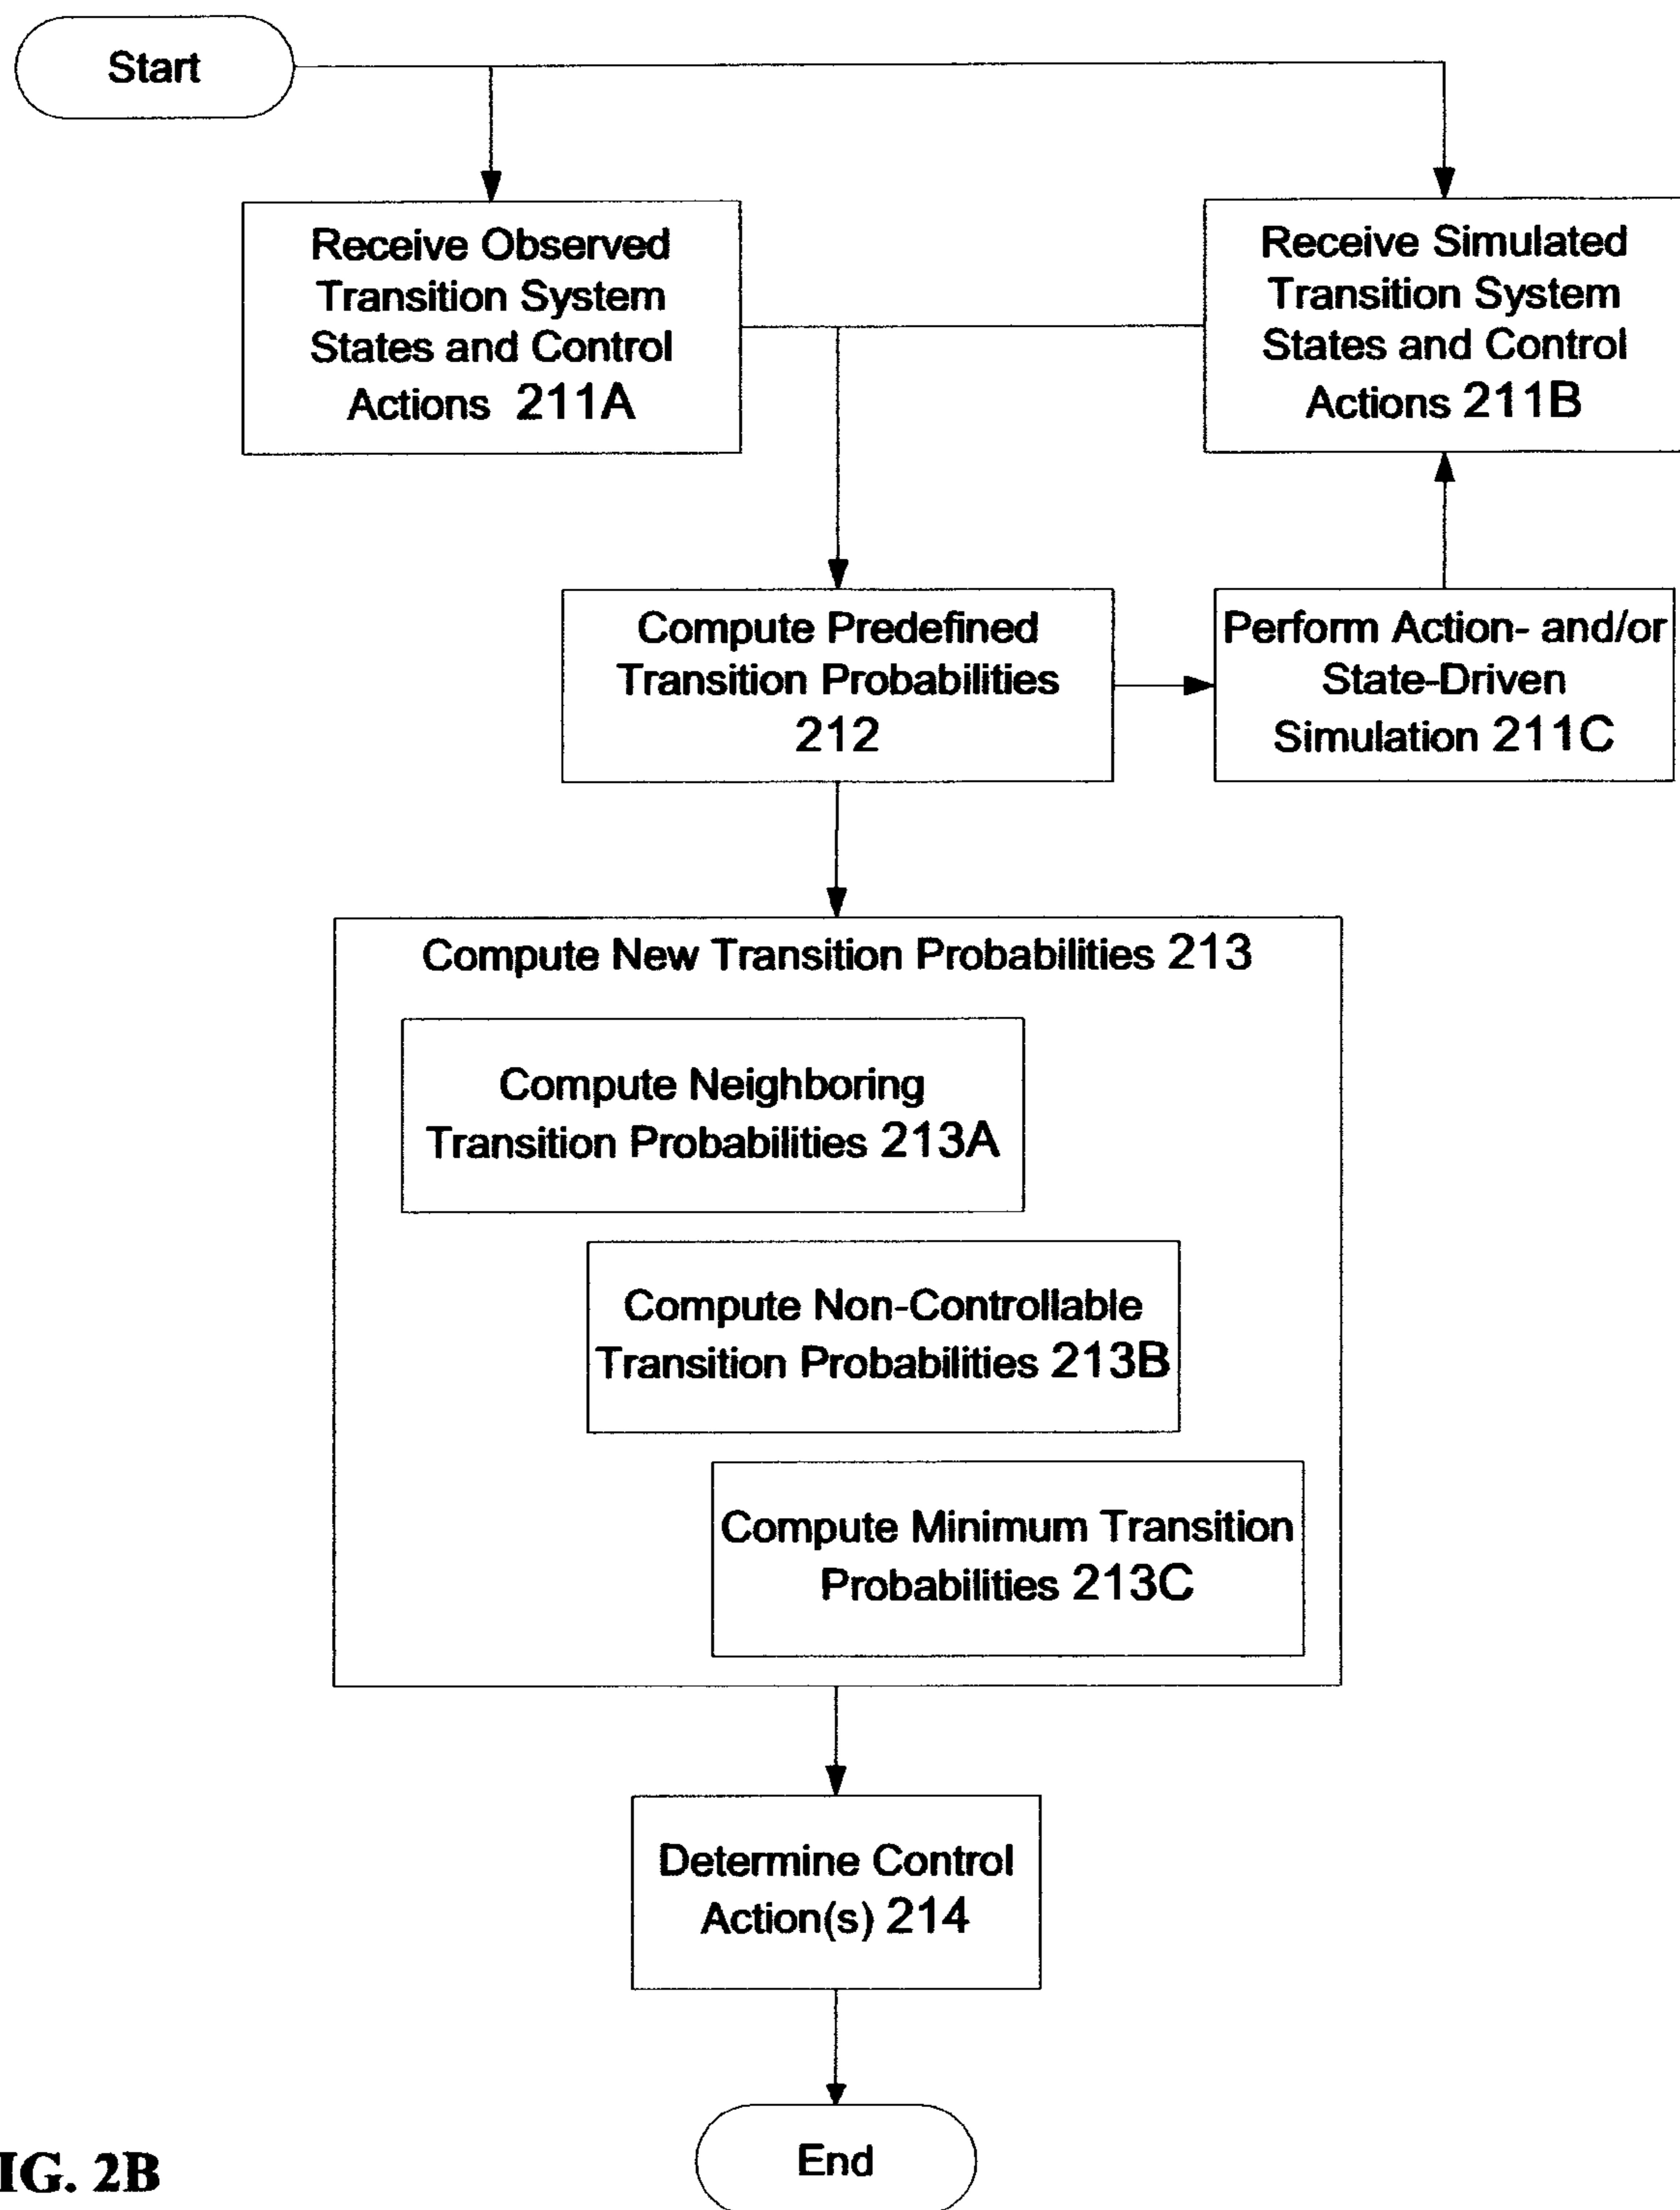 Start
Receive Observed
Transition System
States and Control
Actions 211A
Receive Simulated
Transition System
States and Control
Actions 211B
Compute Predefined
Transition Probabilities
212
Perform Action- and/or
State-Driven
Simulation 211C
Compute New Transition Probabilities 213
Compute Neighboring
Transition Probabilities 213A
Compute Non-Controllable
Transition Probabilities 213B
Compute Minimum Transition
Probabilities 213C
Determine Control
Action(s) 214
End
IG. 2B